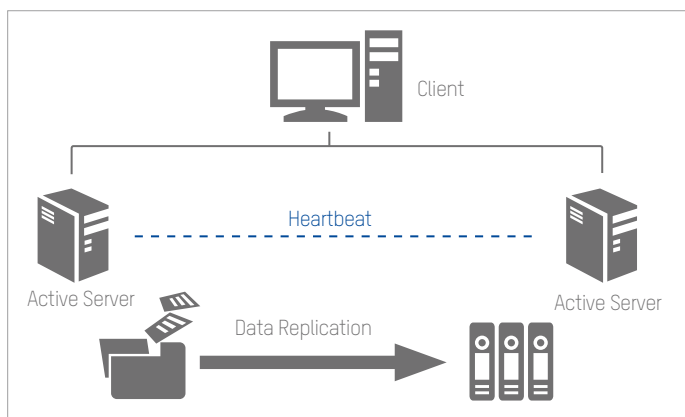 Client
Heartbeat
Active Server
Active Server
Data Replication